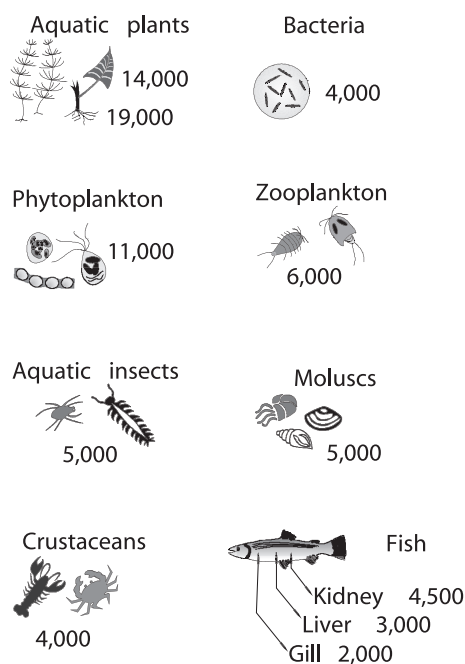 Aquatic plants
14,000
19,000
Bacteria
4,000
Phytoplankton
11,000
Zooplankton
6,000
Aquatic insects
5,000
Moluscs
5,000
Crustaceans
4,000
Fish
Kidney 4,500
Liver 3,000
Gill 2,000